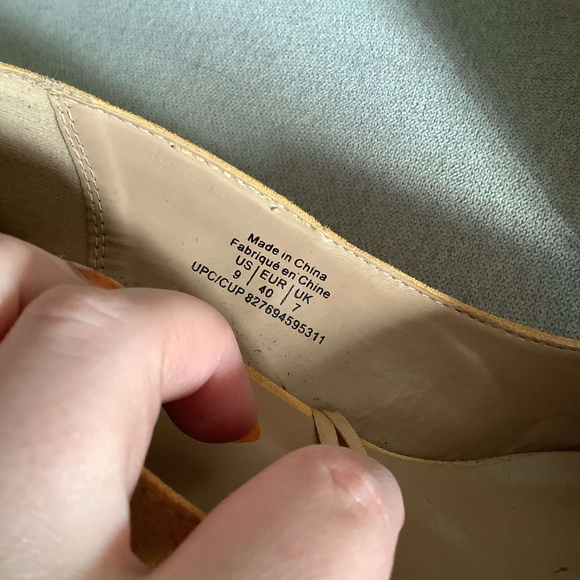 Made in China
Fabriqué en Chine
US | EUR | UK
9 | 40 | 7
UPC/CUP 827694595311